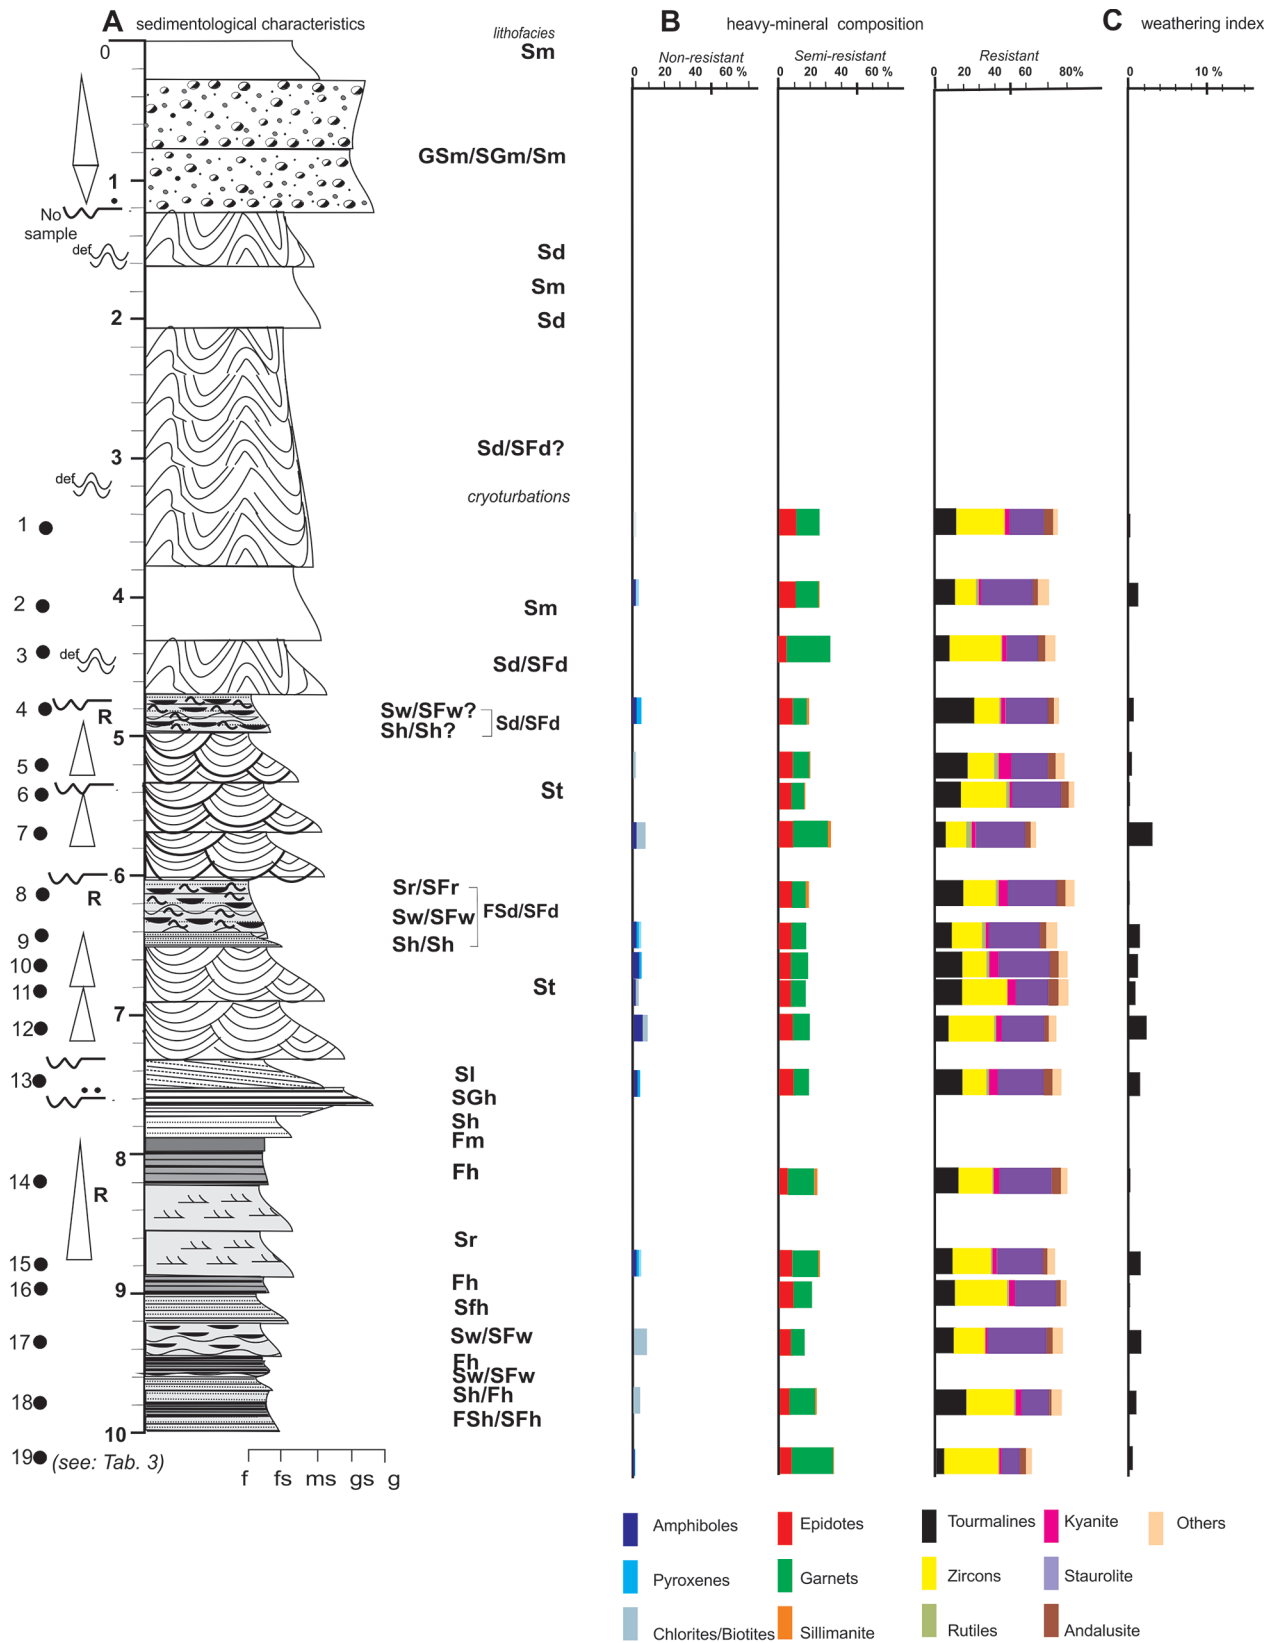 A sedimentological characteristics
B heavy-mineral composition
C weathering index
lithofacies
Non-resistant
Semi-resistant
Resistant
0 20 40 60 %
0 20 40 60 %
0 20 40 60 80%
0 10 %
0
Sm
GSm/SGm/Sm
1
No
sample
def
Sd
Sm
2
Sd
3
Sd/SFd?
def
cryoturbations
1
2
4
Sm
3
def
Sd/SFd
4
R
Sw/SFw?
Sh/Sh?
Sd/SFd
5
5
6
St
7
6
8
R
Sr/SFr
Sw/SFw
FSd/SFd
9
Sh/Sh
10
11
St
7
12
13
Sl
SGh
Sh
Fm
8
14
R
Fh
Sr
15
16
9
Fh
Sfh
17
Sw/SFw
Fh
Sw/SFw
18
Sh/Fh
FSh/SFh
10
19
(see: Tab. 3)
f fs ms gs g
Amphiboles
Epidotes
Tourmalines
Kyanite
Others
Pyroxenes
Garnets
Zircons
Staurolite
Chlorites/Biotites
Sillimanite
Rutiles
Andalusite